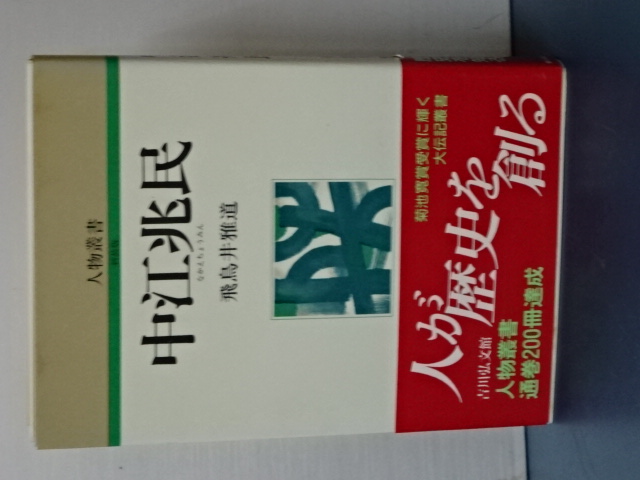 人物叢書
中江兆民
なかえちょうみん
飛鳥井雅道
菊池寛賞受賞に輝く
大伝記叢書
人が歴史を創る
吉川弘文館
人物叢書
通巻200冊達成